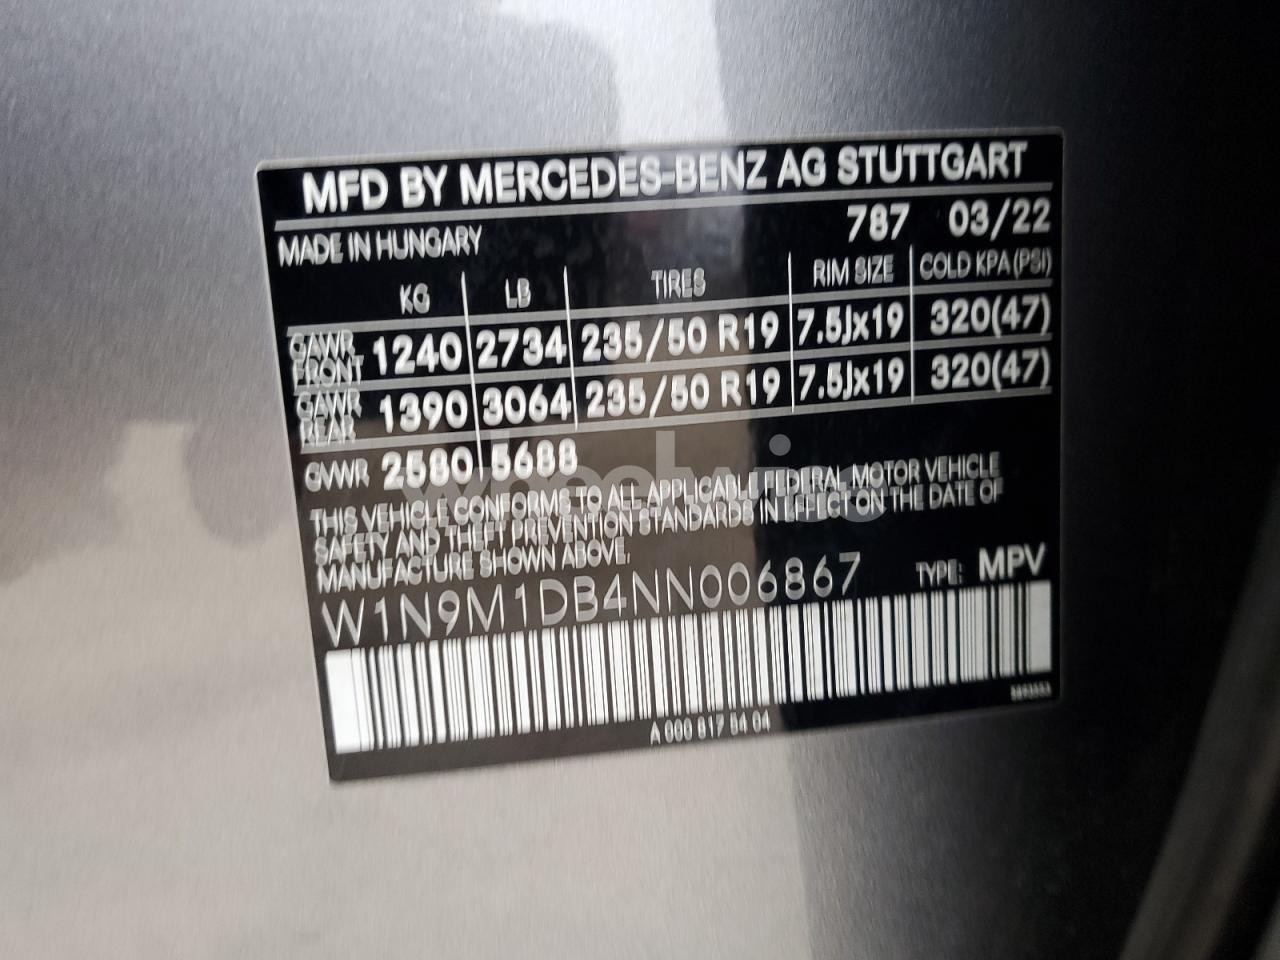 MFD BY MERCEDES-BENZ AG STUTTGART
787 03/22
MADE IN HUNGARY
KG LB TIRES RIM SIZE COLD KPA (PSI)
GAWR FRONT 1240 2734 235/50 R19 7.5Jx19 320(47)
GAWR REAR 1390 3064 235/50 R19 7.5Jx19 320(47)
GVWR 2580 5688
THIS VEHICLE CONFORMS TO ALL APPLICABLE FEDERAL MOTOR VEHICLE
SAFETY AND THEFT PREVENTION STANDARDS IN EFFECT ON THE DATE OF
MANUFACTURE SHOWN ABOVE.
W1N9M1DB4NN006867 TYPE: MPV
A 000 817